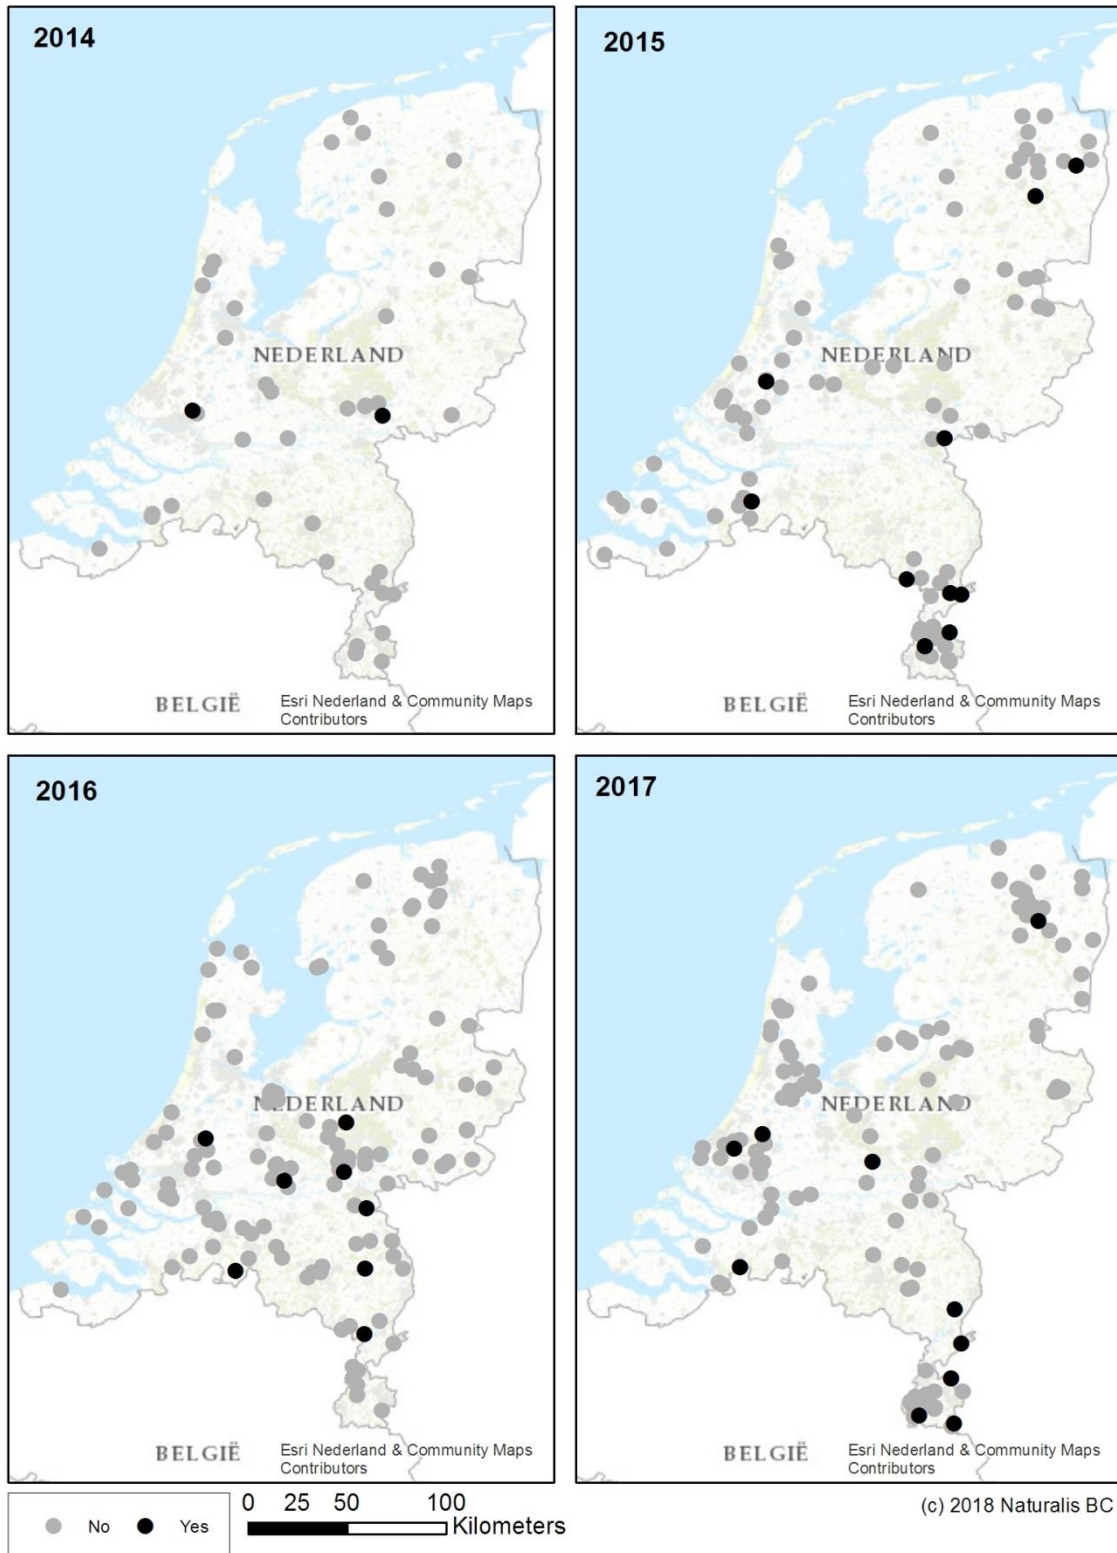 2014
NEDERLAND
BELGIË
Esri Nederland & Community Maps
Contributors
2015
NEDERLAND
BELGIË
Esri Nederland & Community Maps
Contributors
2016
NEDERLAND
BELGIË
Esri Nederland & Community Maps
Contributors
2017
NEDERLAND
BELGIË
Esri Nederland & Community Maps
Contributors
No Yes
0 25 50 100
Kilometers
(c) 2018 Naturalis BC